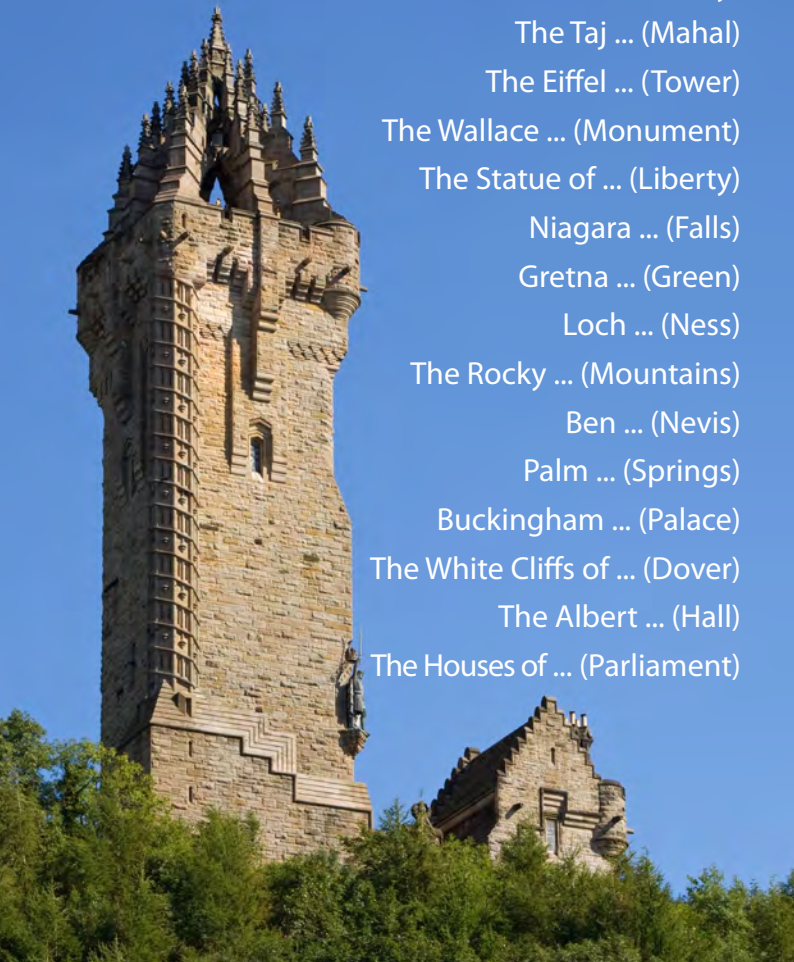 The Taj ... (Mahal)
The Eiffel ... (Tower)
The Wallace ... (Monument)
The Statue of ... (Liberty)
Niagara ... (Falls)
Gretna ... (Green)
Loch ... (Ness)
The Rocky ... (Mountains)
Ben ... (Nevis)
Palm ... (Springs)
Buckingham ... (Palace)
The White Cliffs of ... (Dover)
The Albert ... (Hall)
The Houses of ... (Parliament)